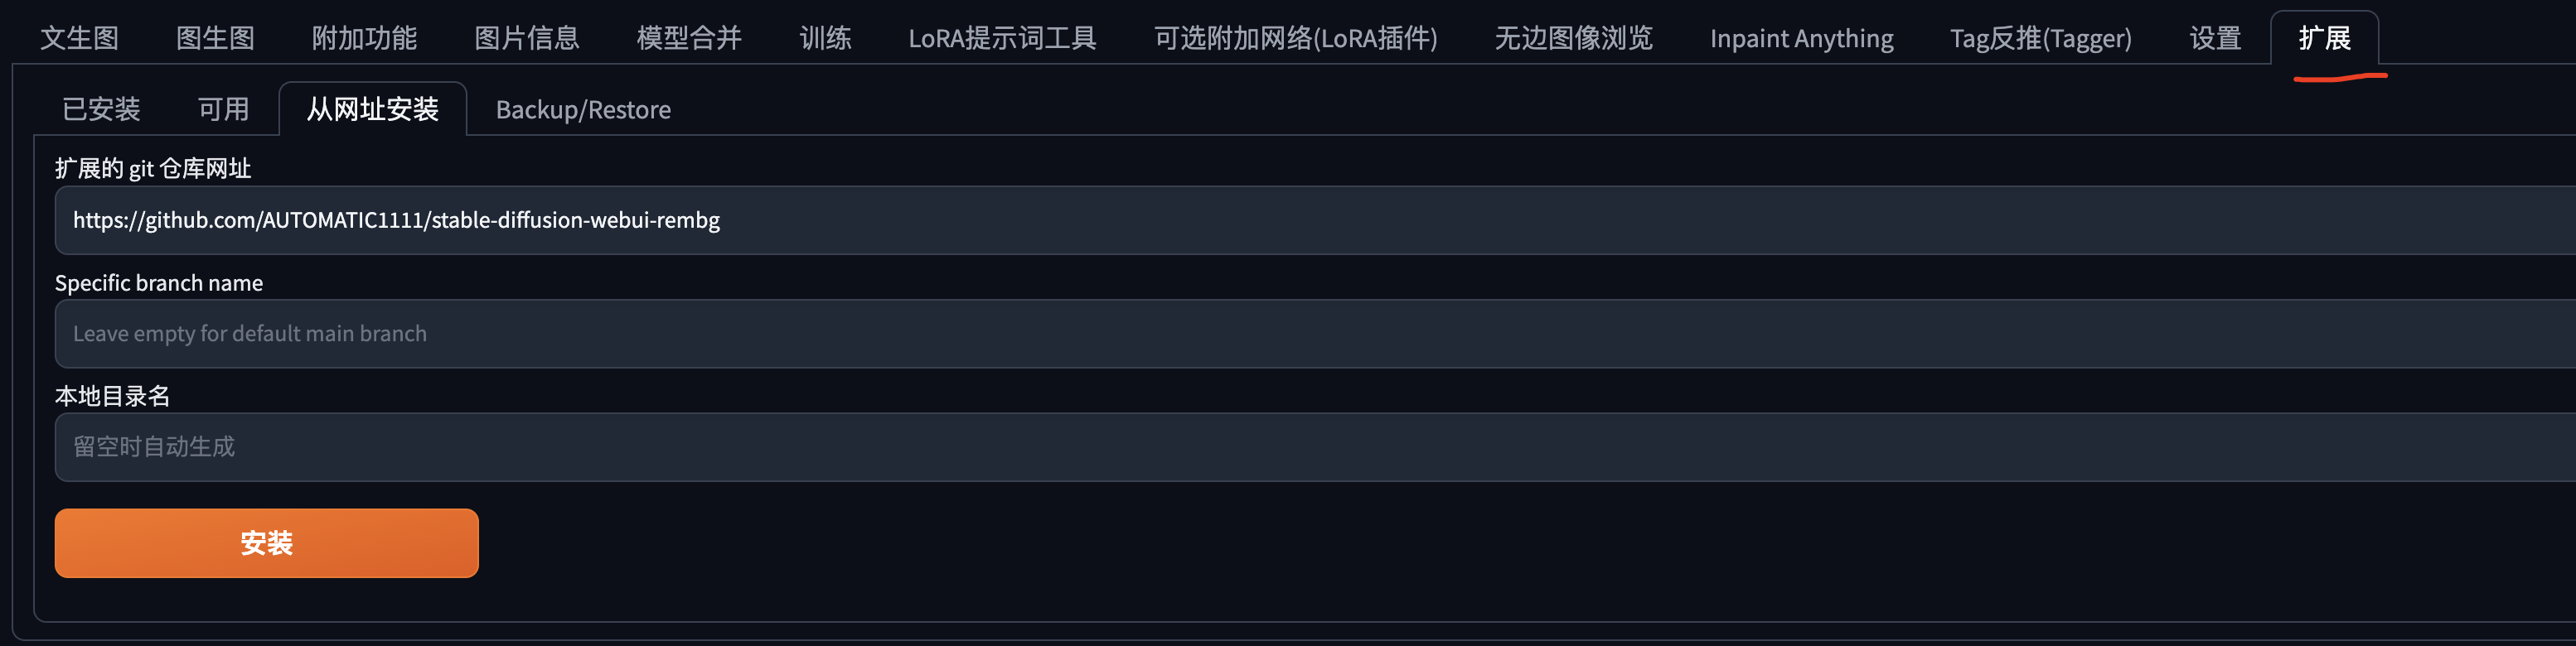 文生图 图生图 附加功能 图片信息 模型合并 训练 LoRA提示词工具 可选附加网络(LoRA插件) 无边图像浏览 Inpaint Anything Tag反推(Tagger) 设置 扩展
已安装 可用 从网址安装 Backup/Restore
扩展的 git 仓库网址
https://github.com/AUTOMATIC1111/stable-diffusion-webui-rembg
Specific branch name
Leave empty for default main branch
本地目录名
留空时自动生成
安装